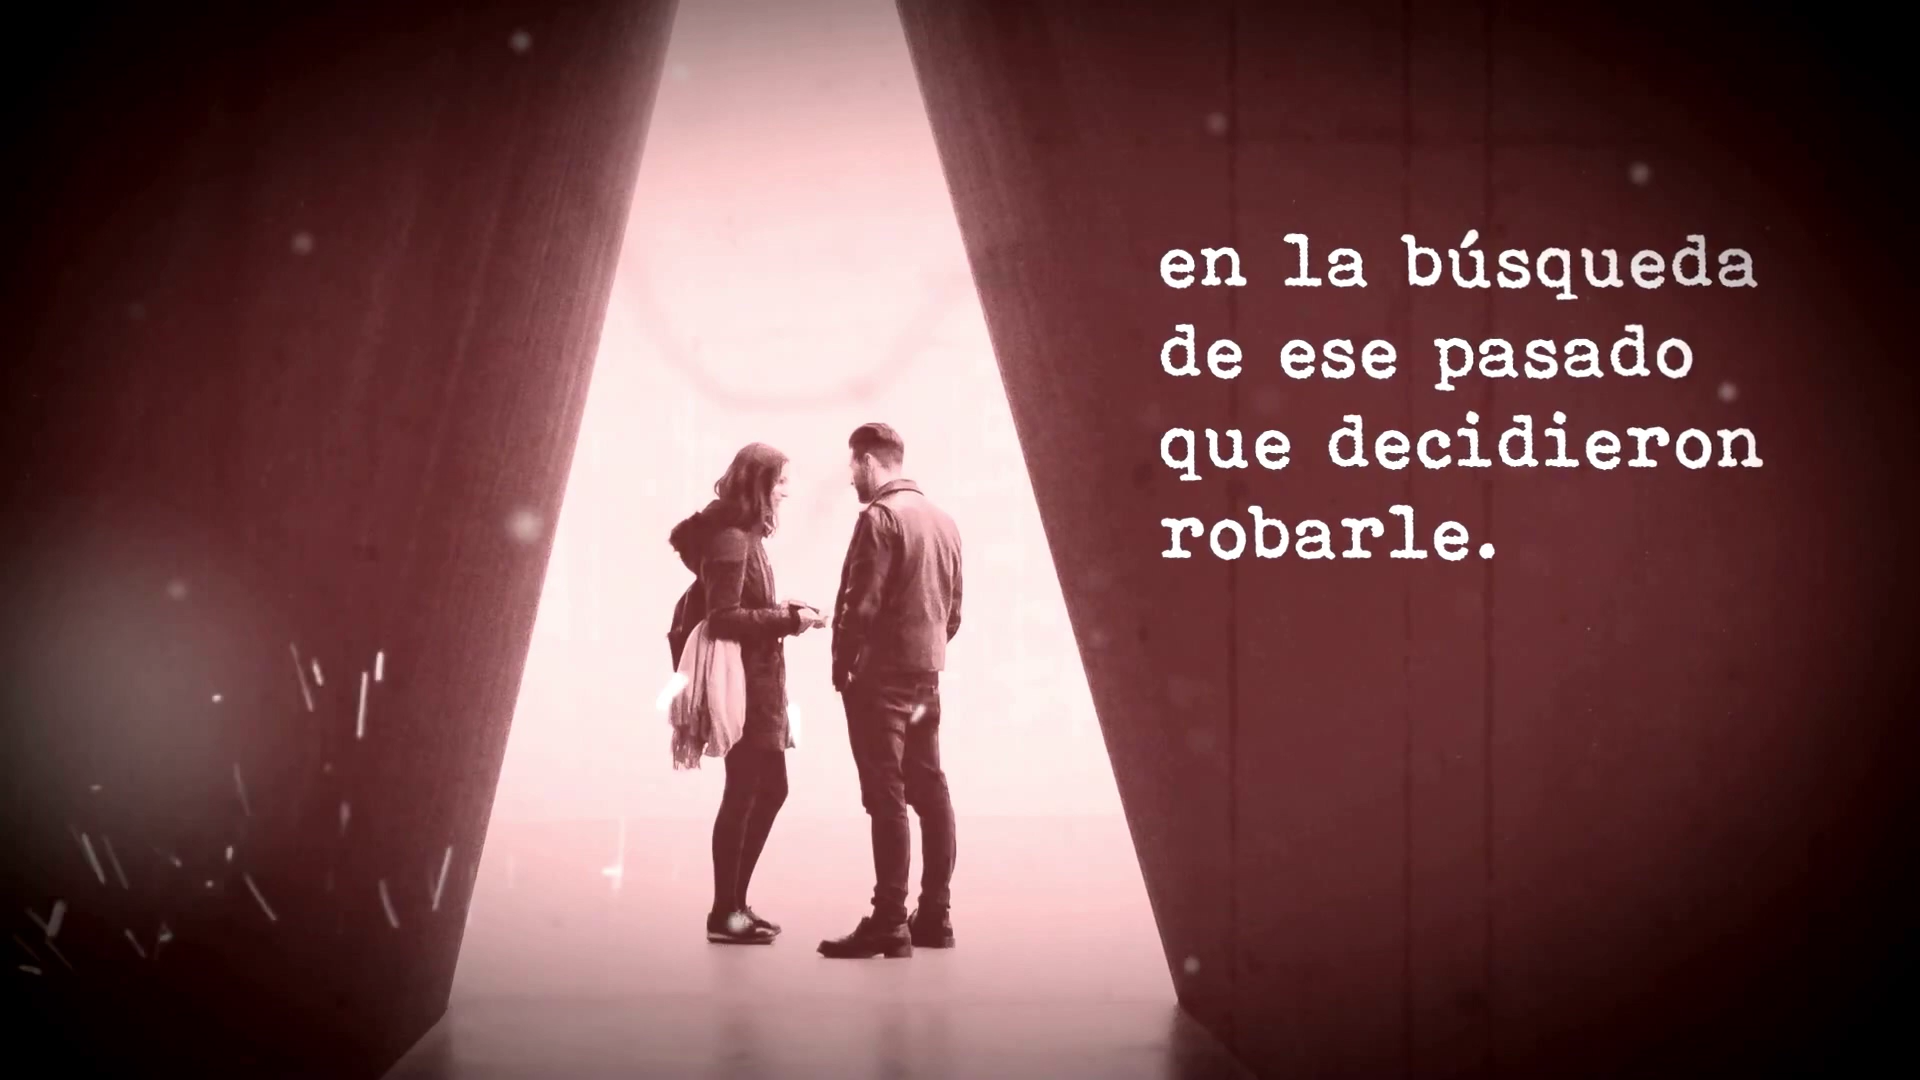 en la búsqueda
de ese pasado
que decidieron
robarle.